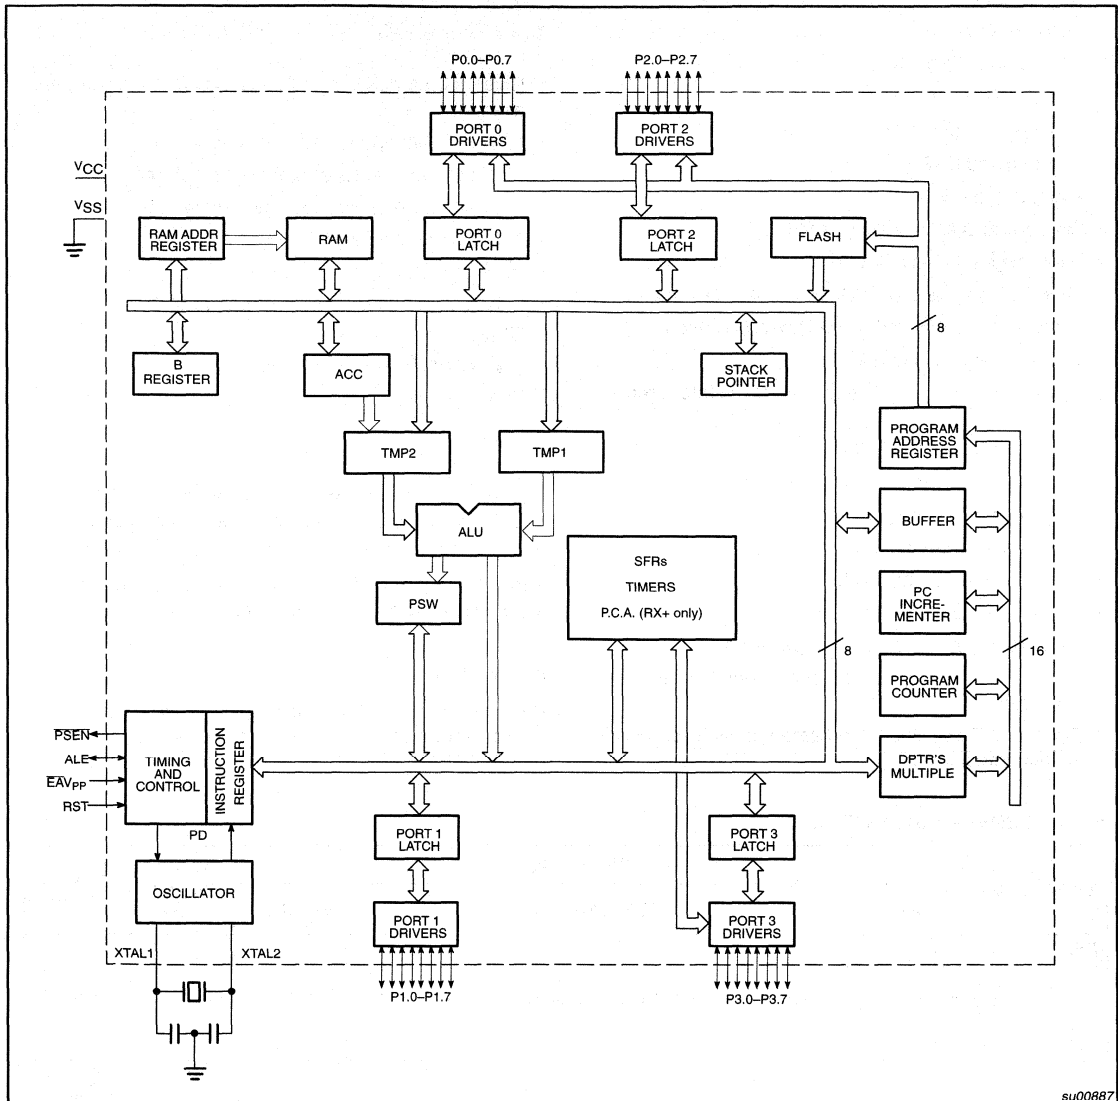 P0.0–P0.7
P2.0–P2.7
PORT 0
DRIVERS
PORT 2
DRIVERS
VCC
VSS
RAM ADDR
REGISTER
RAM
PORT 0
LATCH
PORT 2
LATCH
FLASH
8
B
REGISTER
ACC
STACK
POINTER
PROGRAM
ADDRESS
REGISTER
TMP2
TMP1
BUFFER
ALU
SFRs
TIMERS
P.C.A. (RX+ only)
PSW
PC
INCRE-
MENTER
8
16
PROGRAM
COUNTER
PSEN
ALE
EAVPP
RST
TIMING
AND
CONTROL
INSTRUCTION
REGISTER
DPTR'S
MULTIPLE
PD
PORT 1
LATCH
PORT 3
LATCH
OSCILLATOR
PORT 1
DRIVERS
PORT 3
DRIVERS
XTAL1
XTAL2
P1.0–P1.7
P3.0–P3.7
su00887